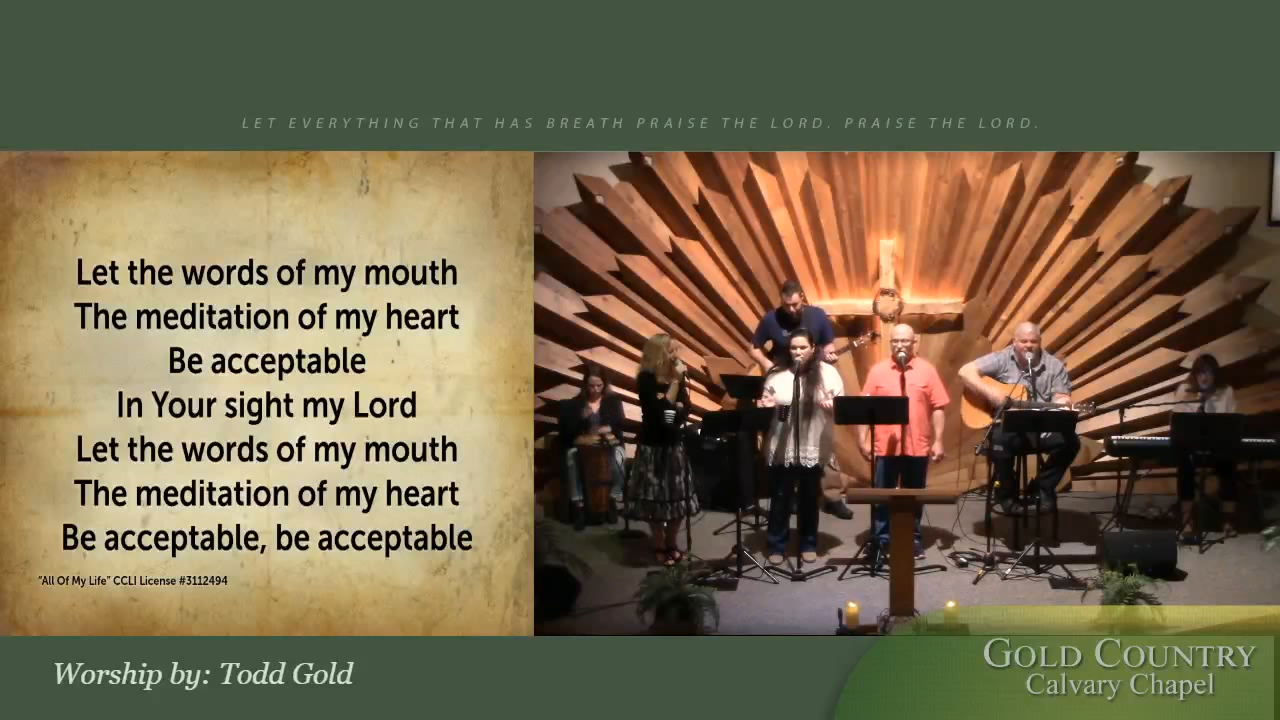 LET EVERYTHING THAT HAS BREATH PRAISE THE LORD. PRAISE THE LORD.
Let the words of my mouth
The meditation of my heart
Be acceptable
In Your sight my Lord
Let the words of my mouth
The meditation of my heart
Be acceptable, be acceptable
"All Of My Life" CCLI License #3112494
Worship by: Todd Gold
GOLD COUNTRY
Calvary Chapel